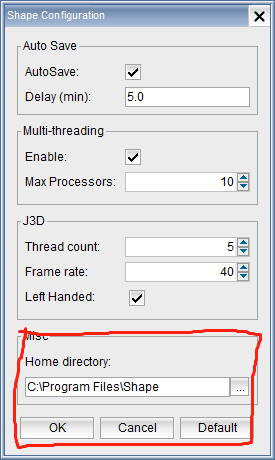 Shape Configuration
Auto Save
AutoSave:
Delay (min): 5.0
Multi-threading
Enable:
Max Processors: 10
J3D
Thread count: 5
Frame rate: 40
Left Handed:
Misc
Home directory:
C:\Program Files\Shape ...
OK Cancel Default